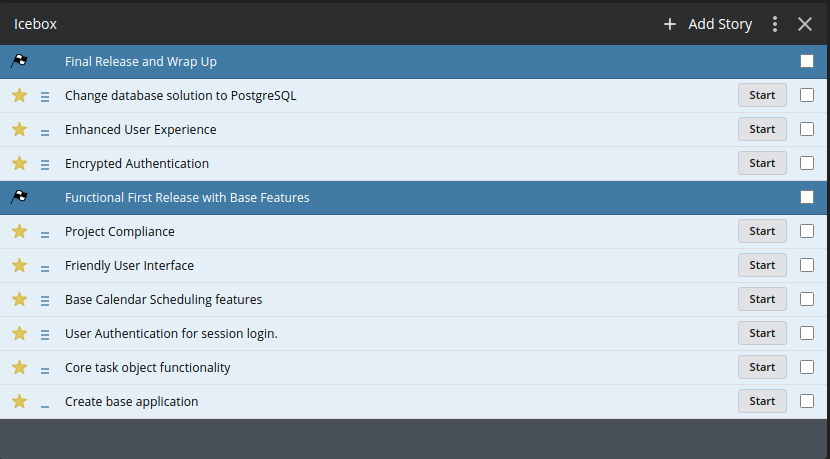 Icebox + Add Story
Final Release and Wrap Up
Change database solution to PostgreSQL Start
Enhanced User Experience Start
Encrypted Authentication Start
Functional First Release with Base Features
Project Compliance Start
Friendly User Interface Start
Base Calendar Scheduling features Start
User Authentication for session login. Start
Core task object functionality Start
Create base application Start